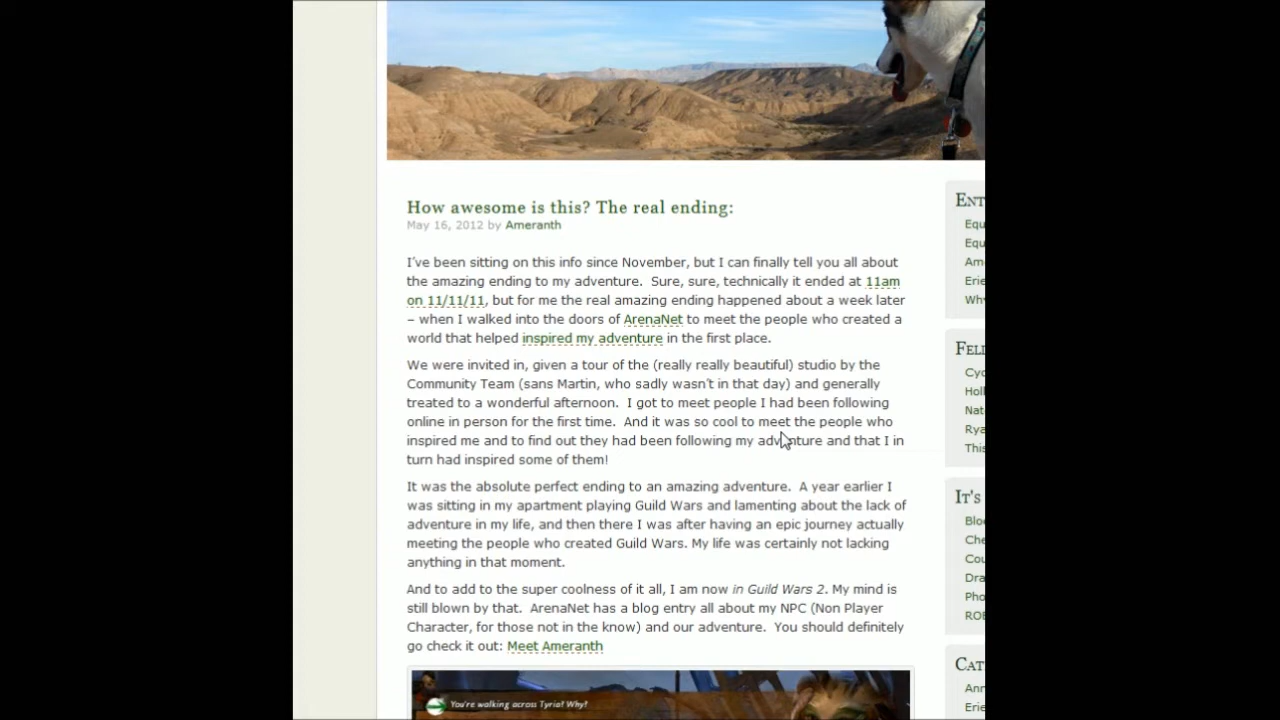 How awesome is this? The real ending:
May 16, 2012 by Ameranth
I've been sitting on this info since November, but I can finally tell you all about
the amazing ending to my adventure.  Sure, sure, technically it ended at 11am
on 11/11/11, but for me the real amazing ending happened about a week later
– when I walked into the doors of ArenaNet to meet the people who created a
world that helped inspired my adventure in the first place.
We were invited in, given a tour of the (really really beautiful) studio by the
Community Team (sans Martin, who sadly wasn't in that day) and generally
treated to a wonderful afternoon.  I got to meet people I had been following
online in person for the first time.  And it was so cool to meet the people who
inspired me and to find out they had been following my adventure and that I in
turn had inspired some of them!
It was the absolute perfect ending to an amazing adventure.  A year earlier I
was sitting in my apartment playing Guild Wars and lamenting about the lack of
adventure in my life, and then there I was after having an epic journey actually
meeting the people who created Guild Wars. My life was certainly not lacking
anything in that moment.
And to add to the super coolness of it all, I am now in Guild Wars 2. My mind is
still blown by that.  ArenaNet has a blog entry all about my NPC (Non Player
Character, for those not in the know) and our adventure.  You should definitely
go check it out: Meet Ameranth
You're walking across Tyria? Why?
Ent
Equ
Equ
Am
Erie
Why
Fell
Cyc
Holl
Nat
Rya
This
It's
Bloo
Che
Cou
Dra
Pho
ROE
Cat
Ann
Erie